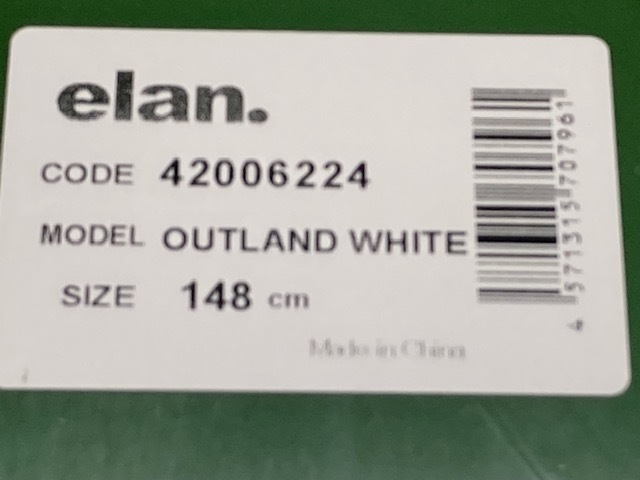 elan.
CODE 42006224
MODEL OUTLAND WHITE
SIZE 148 cm
Made in China
4 571315 707961